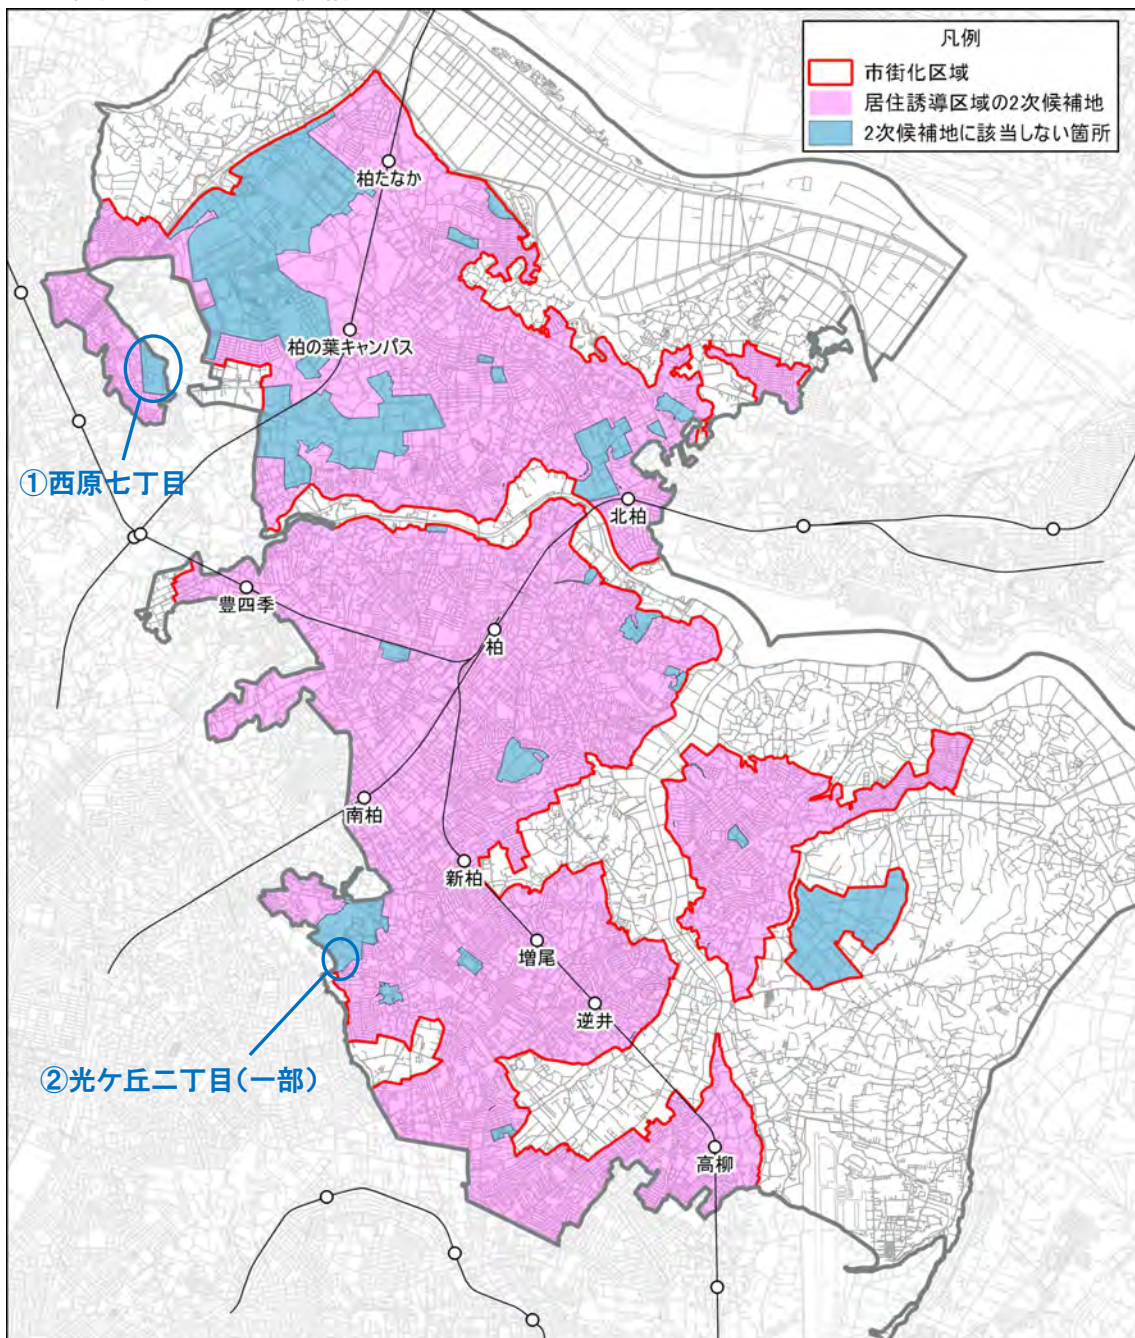 凡例
市街化区域
居住誘導区域の2次候補地
2次候補地に該当しない箇所
柏たなか
柏の葉キャンパス
①西原七丁目
北柏
豊四季
柏
南柏
新柏
増尾
逆井
②光ケ丘二丁目(一部)
高柳